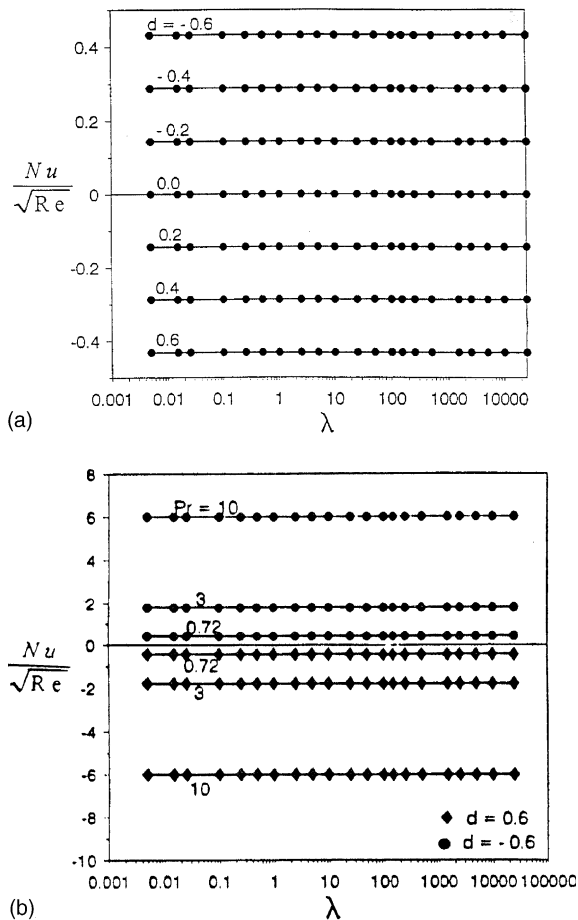 d = - 0.6
0.4
- 0.4
0.2
- 0.2
Nu
√Re
0
0.0
0.2
-0.2
0.4
0.6
-0.4
0.001 0.01 0.1 1 10 100 1000 10000
λ
(a)
8
Pr = 10
6
4
3
2
0.72
Nu
√Re
0
0.72
-2
3
-4
-6
10
-8
d = 0.6
d = - 0.6
-10
0.001 0.01 0.1 1 10 100 1000 10000 100000
λ
(b)